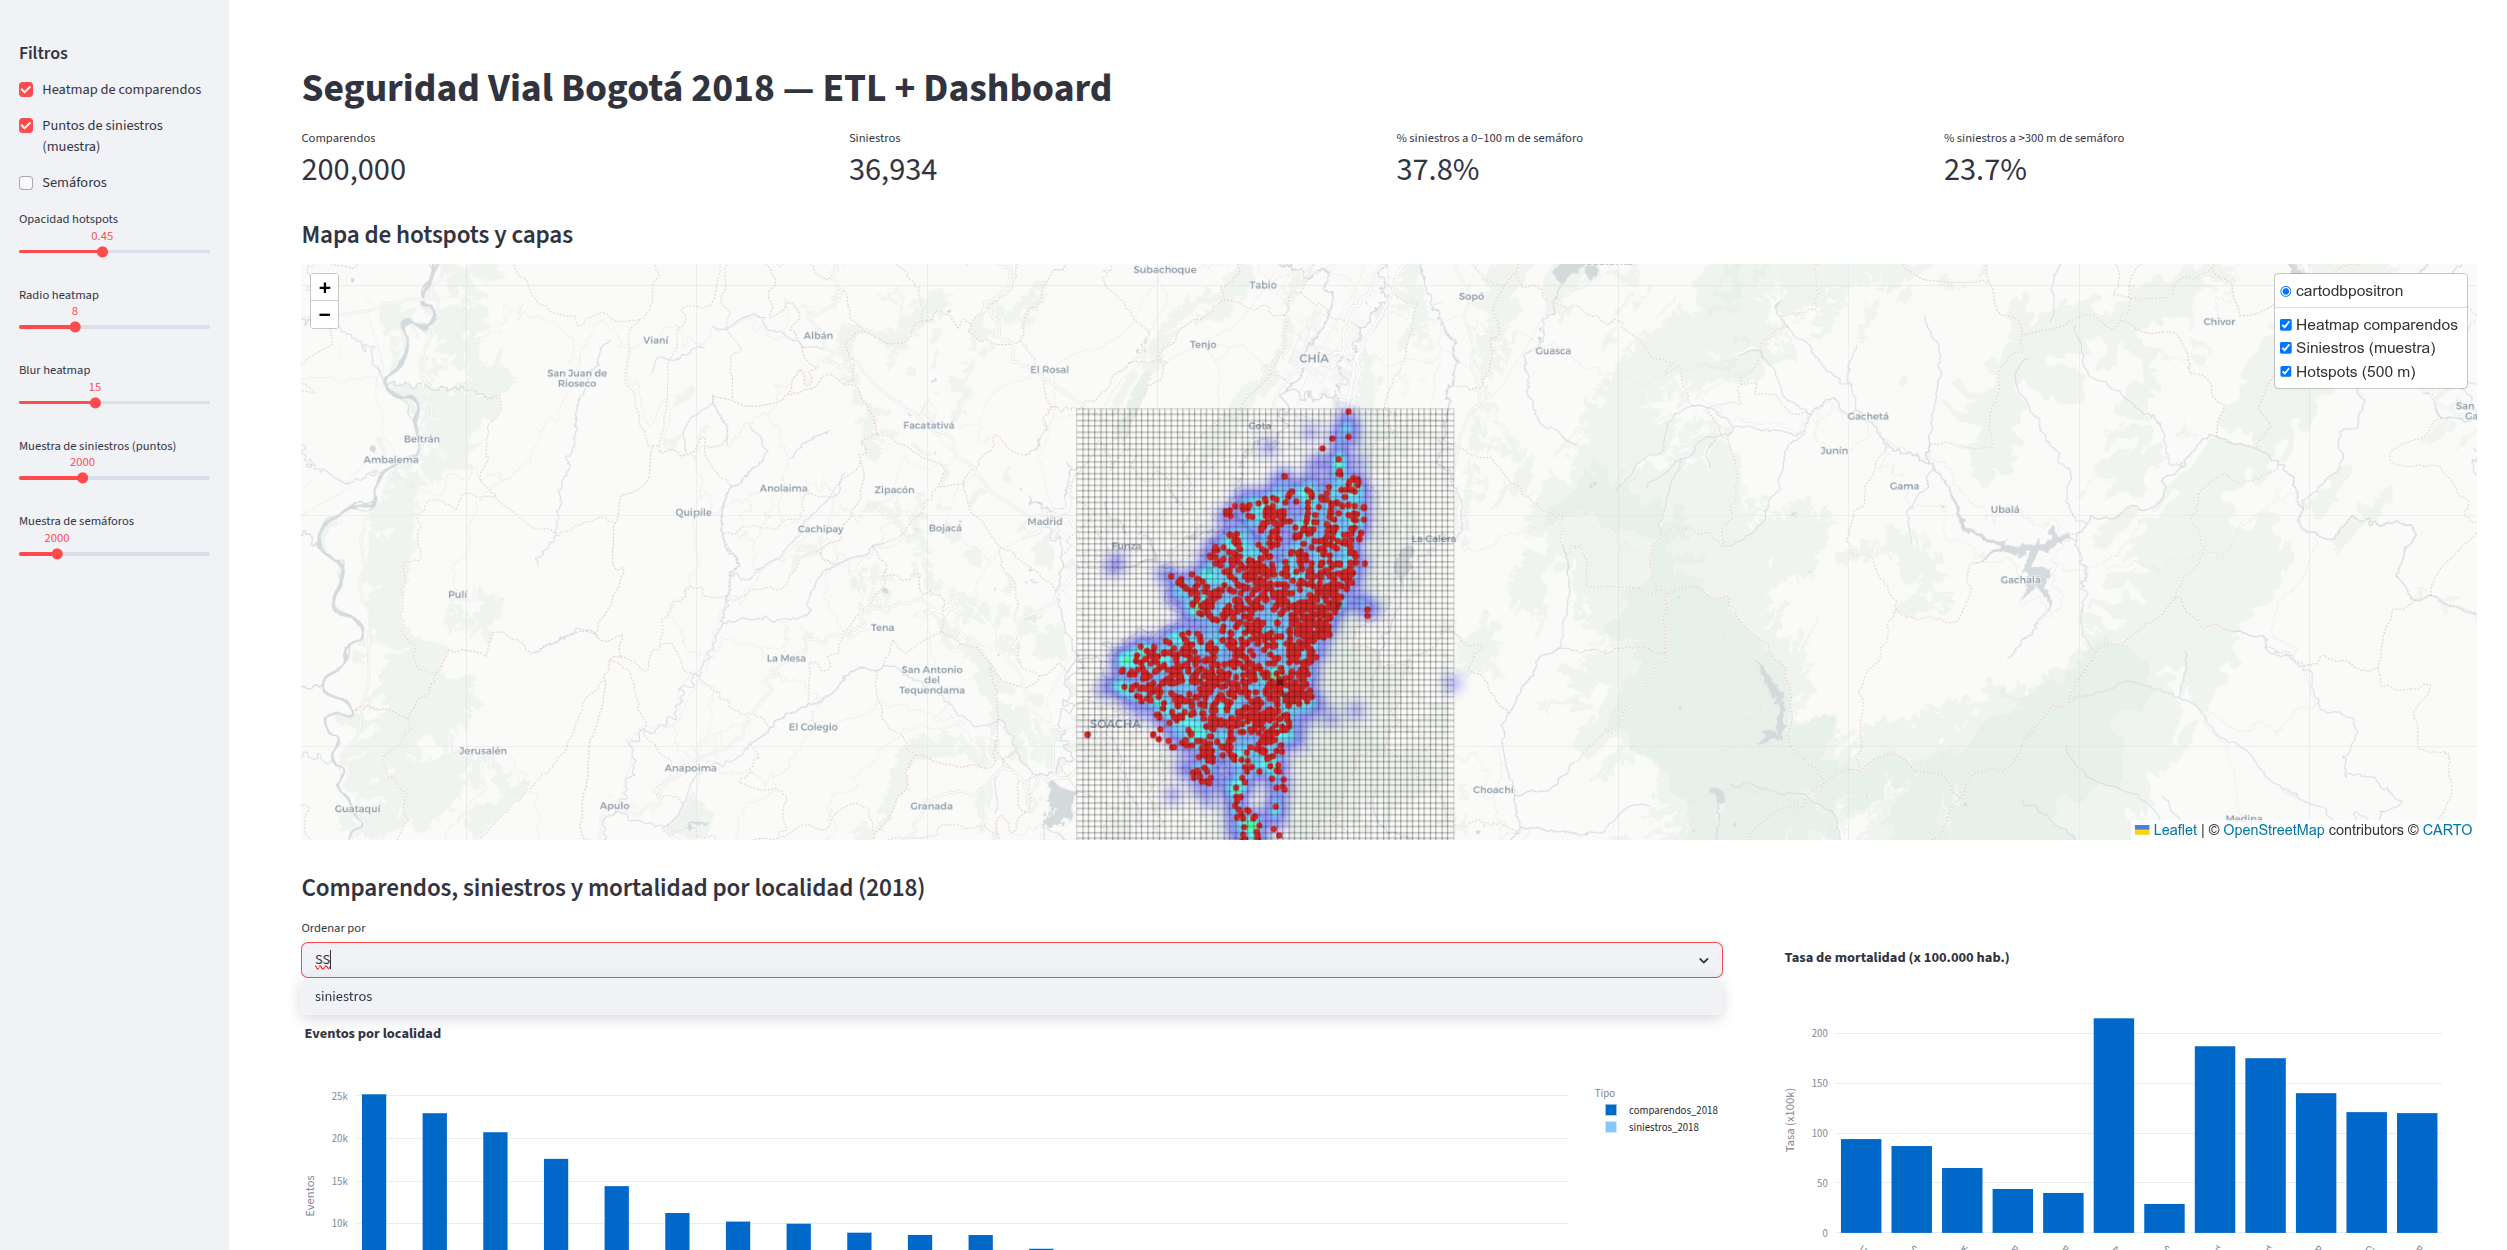 Filtros
Heatmap de comparendos
Puntos de siniestros
(muestra)
Semáforos
Opacidad hotspots
0.45
Radio heatmap
8
Blur heatmap
15
Muestra de siniestros (puntos)
2000
Muestra de semáforos
2000
Seguridad Vial Bogotá 2018 — ETL + Dashboard
Comparendos
200,000
Siniestros
36,934
% siniestros a 0–100 m de semáforo
37.8%
% siniestros a >300 m de semáforo
23.7%
Mapa de hotspots y capas
+
−
cartodbpositron
Heatmap comparendos
Siniestros (muestra)
Hotspots (500 m)
Subachoque
Tabio
Sopó
Chivor
Vianí
Albán
Tenjo
CHÍA
Guasca
San Juan de
Rioseco
El Rosal
San
Gachetá
Beltrán
Facatativá
Cota
Ambalema
Junín
Anolaima
Zipacón
Gama
Quipile
Cachipay
Bojacá
Madrid
Ubalá
Funza
La Calera
Gachalá
Pulí
Tena
La Mesa
San Antonio
del
Tequendama
El Colegio
SOACHA
Jerusalén
Anapoima
Choachí
Guataquí
Apulo
Granada
Medina
Leaflet | © OpenStreetMap contributors © CARTO
Comparendos, siniestros y mortalidad por localidad (2018)
Ordenar por
SS
siniestros
Eventos por localidad
25k
20k
15k
10k
Eventos
Tipo
comparendos_2018
siniestros_2018
Tasa de mortalidad (x 100.000 hab.)
200
150
100
50
0
Tasa (x100k)